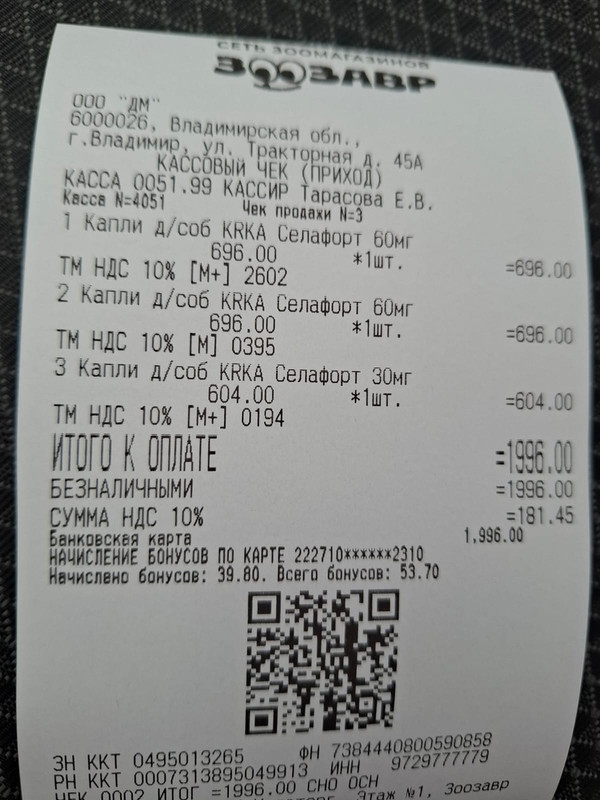 СЕТЬ ЗООМАГАЗИНОВ
ЗООЗАВР
ООО "ДМ"
6000026, Владимирская обл.,
г.Владимир, ул. Тракторная д. 45А
КАССОВЫЙ ЧЕК (ПРИХОД)
КАССА 0051.99 КАССИР Тарасова Е.В.
Касса N=4051 Чек продажи N=3
1 Капли д/соб KRKA Селафорт 60мг
696.00 *1шт. =696.00
ТМ НДС 10% [М+] 2602
2 Капли д/соб KRKA Селафорт 60мг
696.00 *1шт. =696.00
ТМ НДС 10% [М] 0395
3 Капли д/соб KRKA Селафорт 30мг
604.00 *1шт. =604.00
ТМ НДС 10% [М+] 0194
ИТОГО К ОПЛАТЕ =1996.00
БЕЗНАЛИЧНЫМИ =1996.00
СУММА НДС 10% =181.45
Банковская карта 1,996.00
НАЧИСЛЕНИЕ БОНУСОВ ПО КАРТЕ 222710******2310
Начислено бонусов: 39.80. Всего бонусов: 53.70
ЗН ККТ 0495013265 ФН 7384440800590858
РН ККТ 0007313895049913 ИНН 9729777779
ЧЕК 0002 ИТОГ =1996.00 СНО ОСН
Этаж №1, Зоозавр